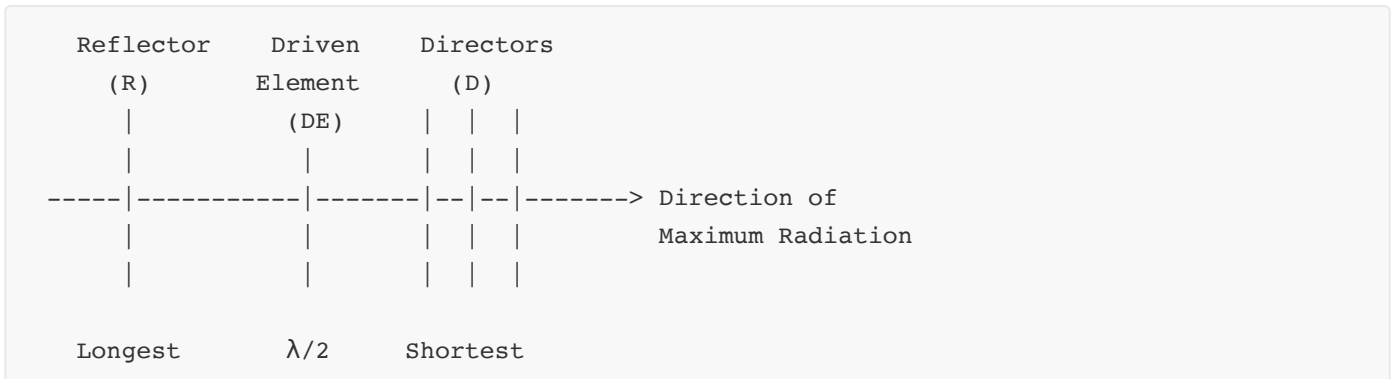 Reflector Driven Directors
(R) Element (D)
| (DE) | | |
| | | | |
-----|-----------|-------|--|--|-------> Direction of
| | | | | Maximum Radiation
| | | | |
Longest λ/2 Shortest